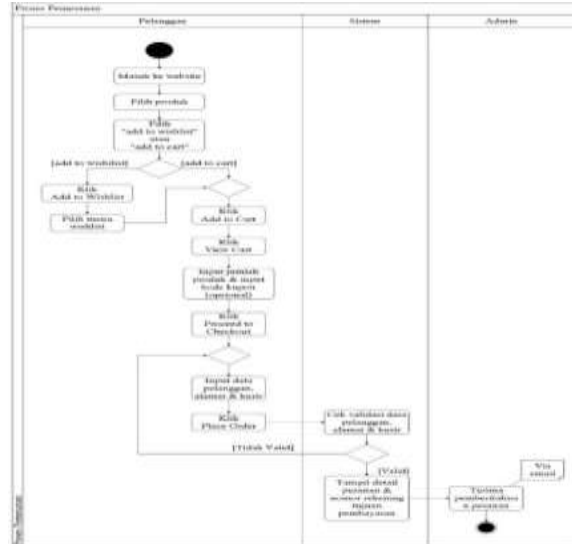 Proses Pemesanan
Pelanggan
Sistem
Admin
Masuk ke website
Pilih produk
Pilih
"add to wishlist"
atau
"add to cart"
[add to wishlist]
[add to cart]
Klik
Add to Wishlist
Pilih menu
wishlist
Klik
Add to Cart
Klik
View Cart
Input jumlah
produk & input
kode kupon
(opsional)
Klik
Proceed to
Checkout
Input data
pelanggan,
alamat & kurir
Klik
Place Order
Cek validasi data
pelanggan,
alamat & kurir
[Tidak Valid]
[Valid]
Tampil detail
pesanan &
nomor rekening
tujuan
pembayaran
Via
email
Terima
pemberitahua
n pesanan